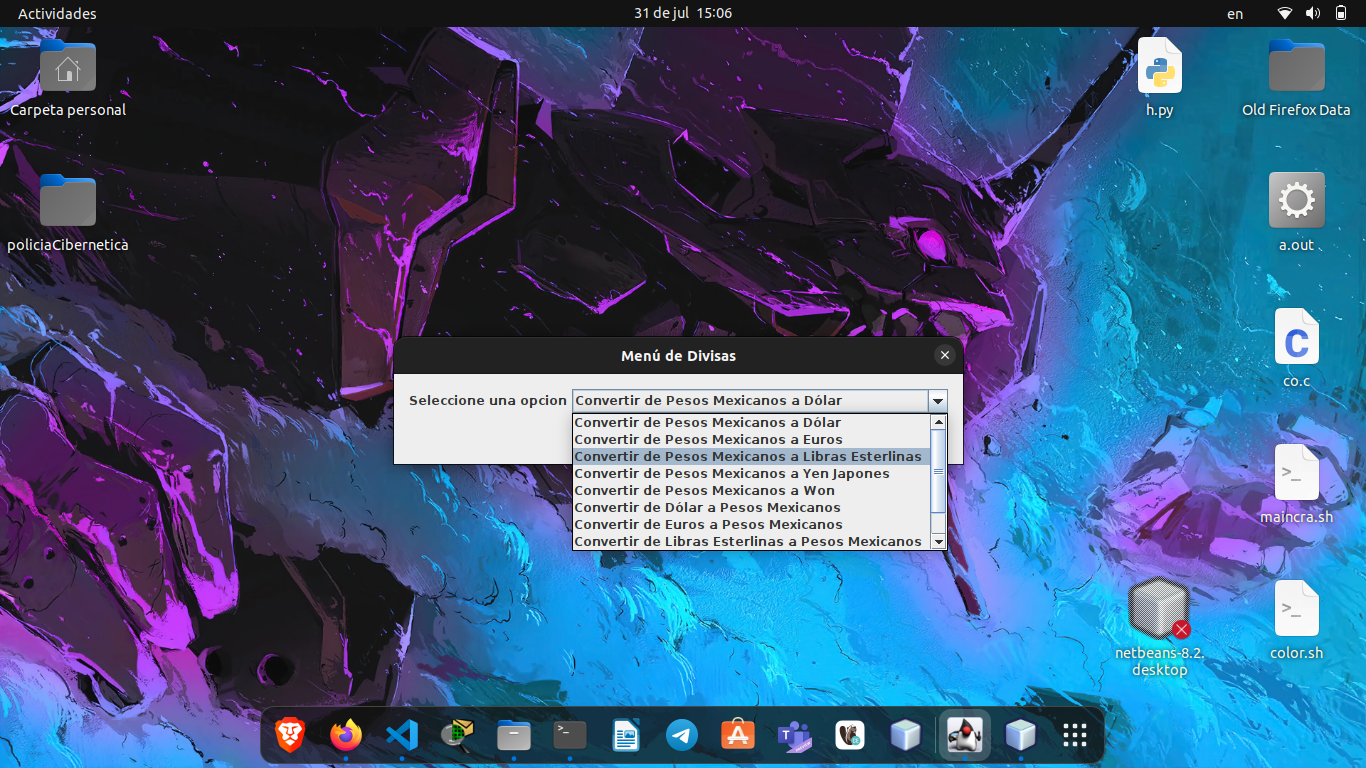 Actividades
31 de jul 15:06
en
Carpeta personal
h.py
Old Firefox Data
policiaCibernetica
a.out
co.c
C
Menú de Divisas
Seleccione una opcion
Convertir de Pesos Mexicanos a Dólar
Convertir de Pesos Mexicanos a Dólar
Convertir de Pesos Mexicanos a Euros
Convertir de Pesos Mexicanos a Libras Esterlinas
Convertir de Pesos Mexicanos a Yen Japones
Convertir de Pesos Mexicanos a Won
Convertir de Dólar a Pesos Mexicanos
Convertir de Euros a Pesos Mexicanos
Convertir de Libras Esterlinas a Pesos Mexicanos
>_
maincra.sh
netbeans-8.2.
desktop
>_
color.sh
>_
A
T